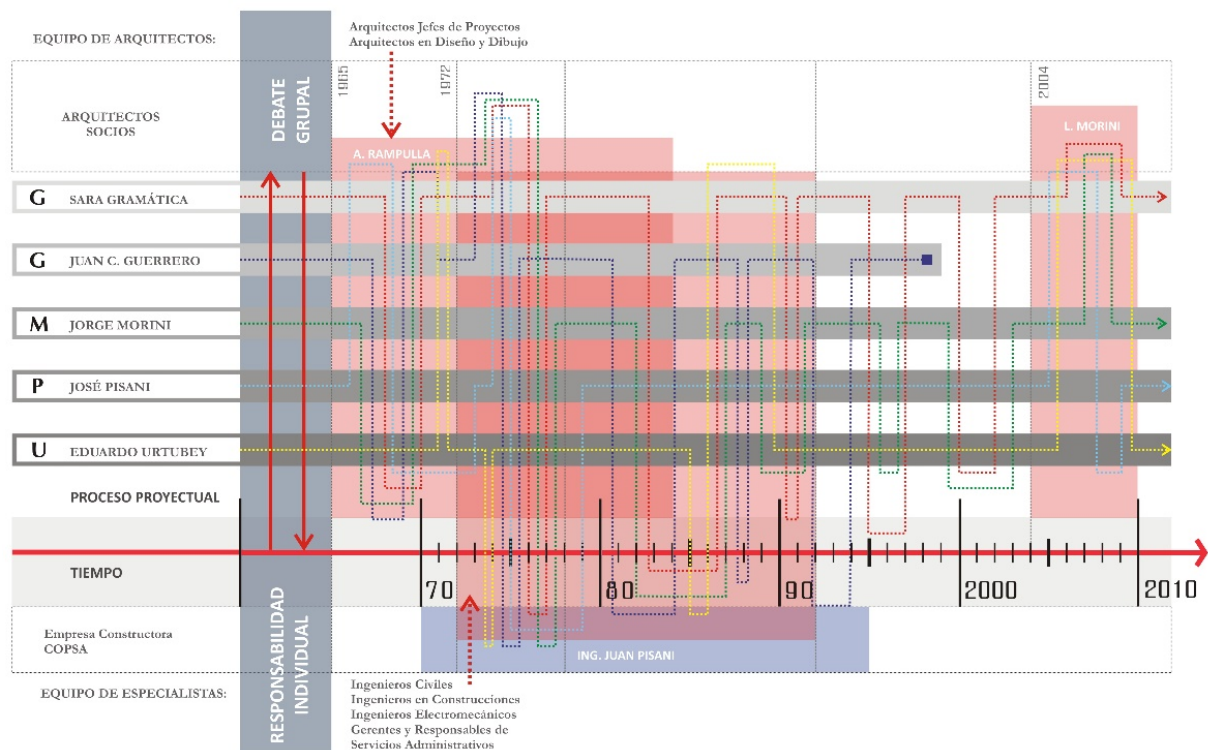 Arquitectos Jefes de Proyectos
EQUIPO DE ARQUITECTOS:
Arquitectos en Diseño y Dibujo
DEBATE
GRUPAL
1965
1972
2004
ARQUITECTOS
SOCIOS
A. RAMPULLA
L. MORINI
G SARA GRAMÁTICA
G JUAN C. GUERRERO
M JORGE MORINI
P JOSÉ PISANI
U EDUARDO URTUBEY
PROCESO PROYECTUAL
TIEMPO
70 80 90 2000 2010
RESPONSABILIDAD
INDIVIDUAL
Empresa Constructora
COPSA
ING. JUAN PISANI
EQUIPO DE ESPECIALISTAS:
Ingenieros Civiles
Ingenieros en Construcciones
Ingenieros Electromecánicos
Gerentes y Responsables de
Servicios Administrativos